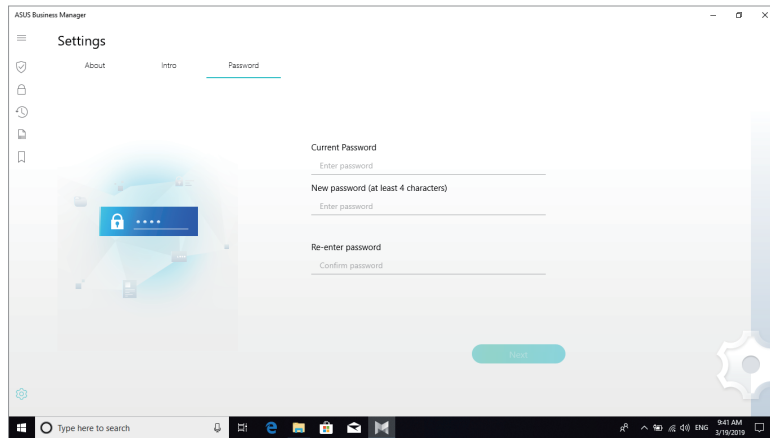 ASUS Business Manager
Settings
About Intro Password
Current Password
Enter password
New password (at least 4 characters)
Enter password
Re-enter password
Confirm password
Next
Type here to search
ENG
9:41 AM
3/19/2019